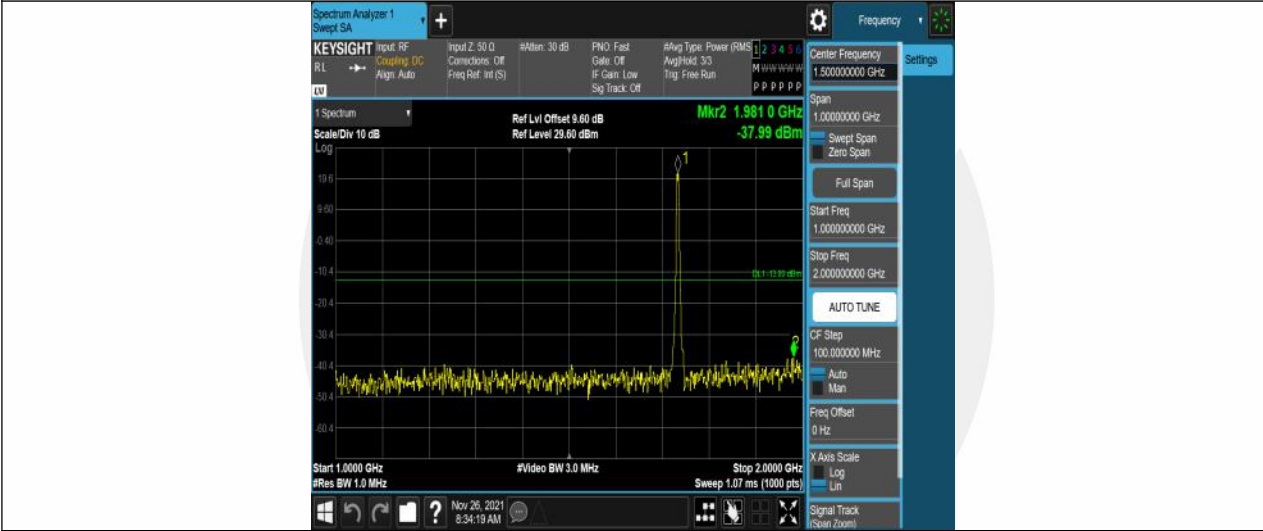 Spectrum Analyzer 1
Swept SA
+
Frequency
KEYSIGHT
RL
LV
Input: RF
Coupling: DC
Align: Auto
Input Z: 50 Ω
Corrections: Off
Freq Ref: Int (S)
#Atten: 30 dB
PNO: Fast
Gate: Off
IF Gain: Low
Sig Track: Off
#Avg Type: Power (RMS
Avg|Hold: 3/3
Trig: Free Run
1 2 3 4 5 6
M W W W W W
P P P P P P
1 Spectrum
Scale/Div 10 dB
Log
Ref Lvl Offset 9.60 dB
Ref Level 29.60 dBm
Mkr2 1.981 0 GHz
-37.99 dBm
1
19.6
9.60
-0.40
-10.4
DL1 -13.00 dBm
-20.4
-30.4
2
-40.4
-50.4
-60.4
Start 1.0000 GHz
#Res BW 1.0 MHz
#Video BW 3.0 MHz
Stop 2.0000 GHz
Sweep 1.07 ms (1000 pts)
?
Nov 26, 2021
8:34:19 AM
Center Frequency
1.500000000 GHz
Settings
Span
1.00000000 GHz
Swept Span
Zero Span
Full Span
Start Freq
1.000000000 GHz
Stop Freq
2.000000000 GHz
AUTO TUNE
CF Step
100.000000 MHz
Auto
Man
Freq Offset
0 Hz
X Axis Scale
Log
Lin
Signal Track
(Span Zoom)